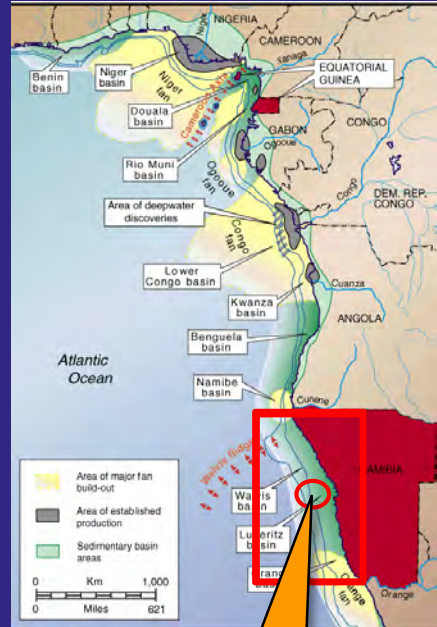 NIGERIA
Niger
CAMEROON
Sanaga
Benin
basin
Niger
basin
Niger
fan
EQUATORIAL
GUINEA
Douala
basin
Cameroon Axis
Rio Muni
basin
GABON
Ogooue
CONGO
Ogooue
fan
Congo
DEM. REP.
CONGO
Area of deepwater
discoveries
Congo
fan
Lower
Congo basin
Cuanza
Kwanza
basin
ANGOLA
Benguela
basin
Atlantic
Ocean
Namibe
basin
Cunene
Walvis Ridge
NAMIBIA
Walvis
basin
Luderitz
basin
Orange
Orange
fan
Orange
Area of major fan
build-out
Area of established
production
Sedimentary basin
areas
0 Km 1,000
0 Miles 621